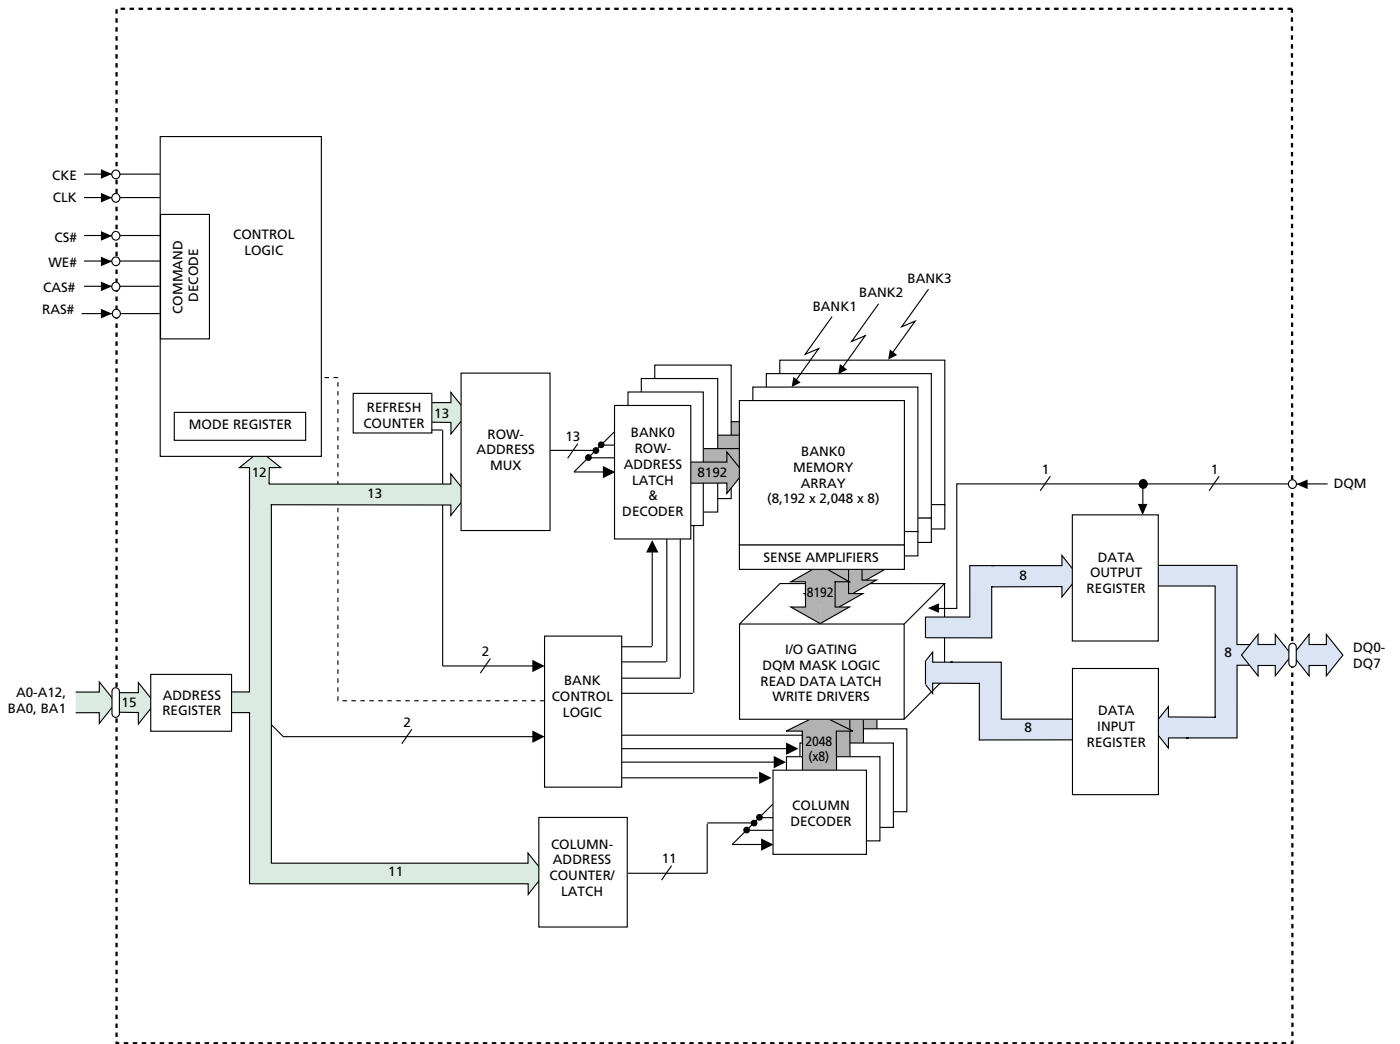 CKE
CLK
CS#
WE#
CAS#
RAS#
COMMAND
DECODE
CONTROL
LOGIC
MODE REGISTER
12
13
REFRESH
COUNTER
13
ROW-
ADDRESS
MUX
13
BANK0
ROW-
ADDRESS
LATCH
&
DECODER
8192
BANK1
BANK2
BANK3
BANK0
MEMORY
ARRAY
(8,192 x 2,048 x 8)
SENSE AMPLIFIERS
8192
I/O GATING
DQM MASK LOGIC
READ DATA LATCH
WRITE DRIVERS
2048
(x8)
COLUMN
DECODER
1
1
DQM
DATA
OUTPUT
REGISTER
8
8
DQ0-
DQ7
DATA
INPUT
REGISTER
8
A0-A12,
BA0, BA1
15
ADDRESS
REGISTER
2
2
BANK
CONTROL
LOGIC
11
COLUMN-
ADDRESS
COUNTER/
LATCH
11